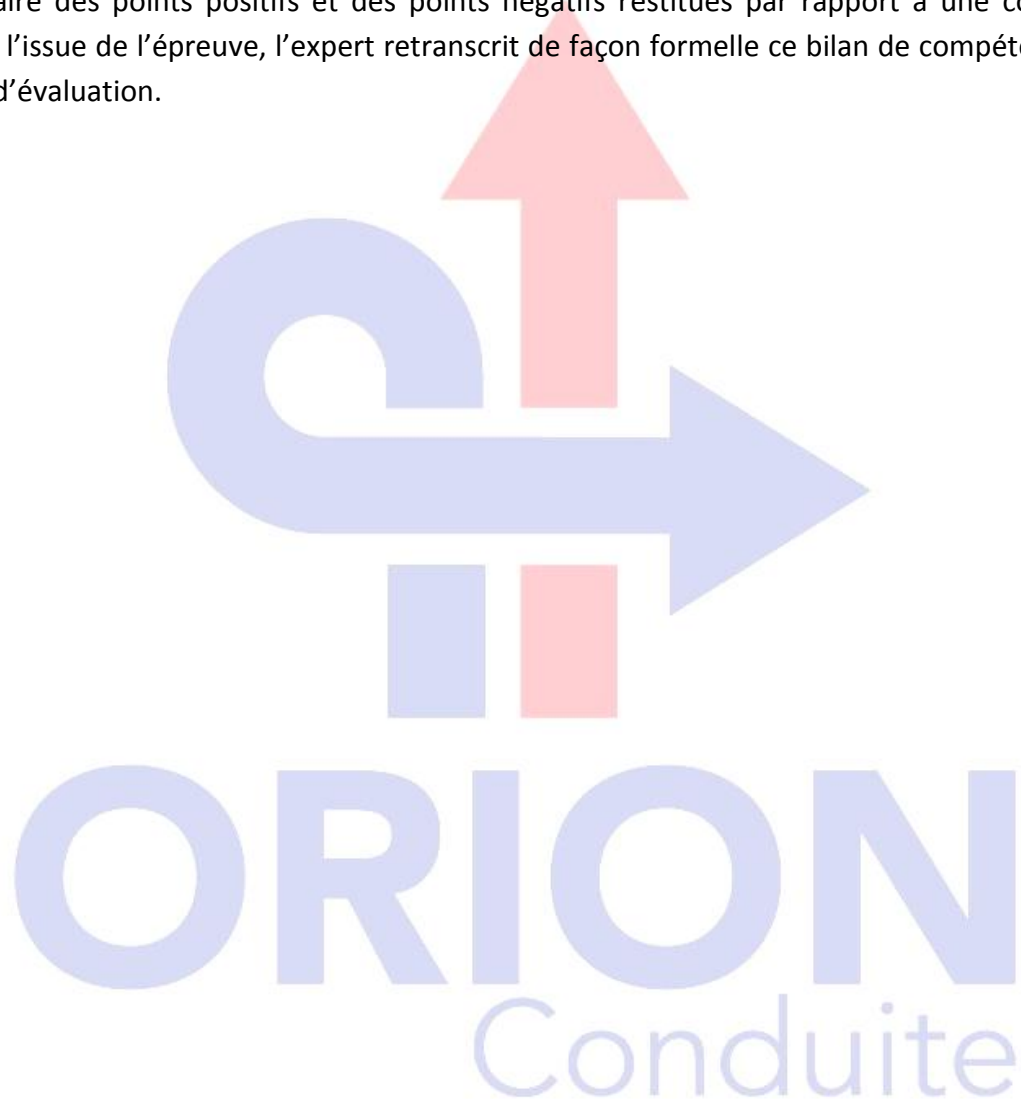 des points positifs et des points négatifs restitués par rapport à une
l’issue de l’épreuve, l’expert retranscrit de façon formelle ce bilan de
d’évaluation.
ORION
Conduite